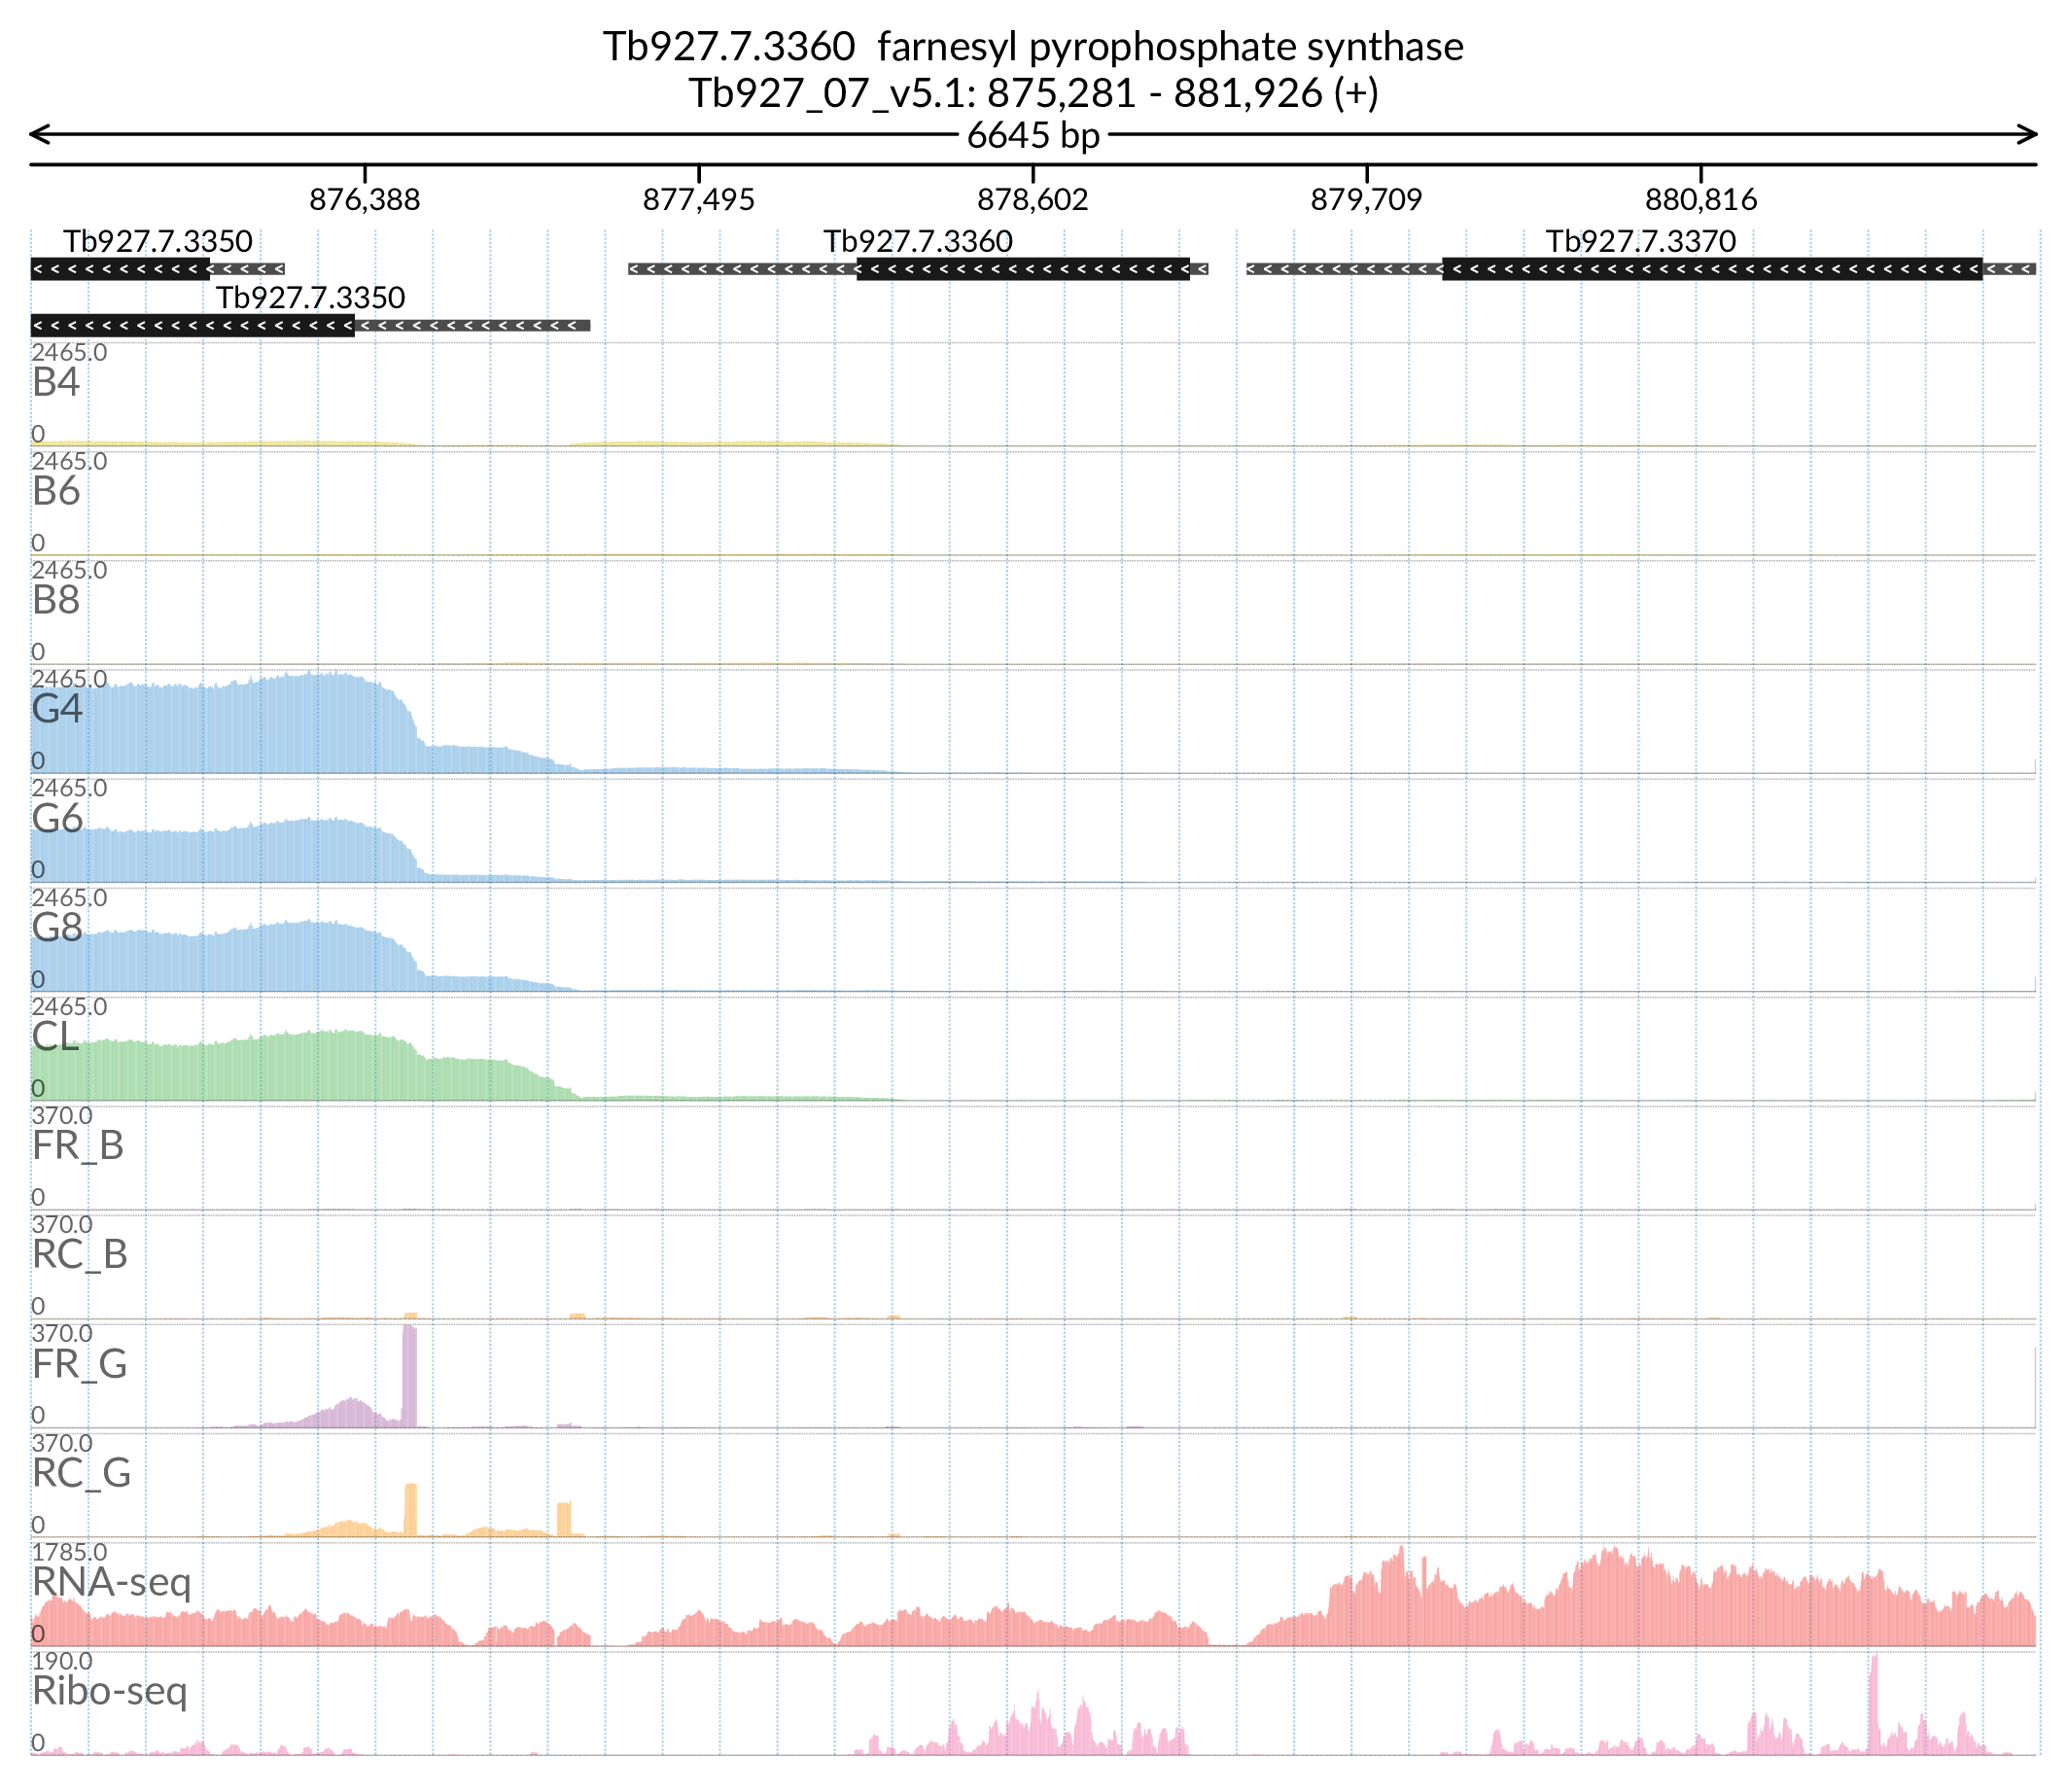 Tb927.7.3360 farnesyl pyrophosphate synthase
Tb927_07_v5.1: 875,281 - 881,926 (+)
6645 bp
876,388 877,495 878,602 879,709 880,816
Tb927.7.3350 Tb927.7.3360 Tb927.7.3370
Tb927.7.3350
2465.0
B4
0
2465.0
B6
0
2465.0
B8
0
2465.0
G4
0
2465.0
G6
0
2465.0
G8
0
2465.0
CL
0
370.0
FR_B
0
370.0
RC_B
0
370.0
FR_G
0
370.0
RC_G
0
1785.0
RNA-seq
0
190.0
Ribo-seq
0